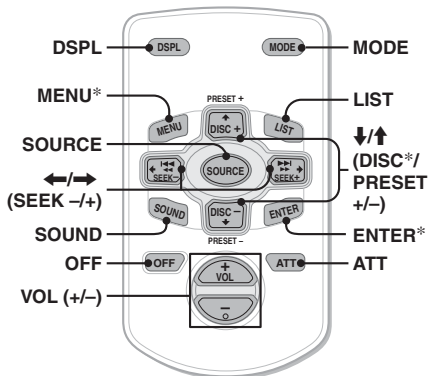 DSPL
DSPL
MODE
MODE
MENU*
PRESET +
LIST
MENU
DISC +
LIST
SOURCE
↓/↑
(DISC*/
PRESET
+/–)
←/→
(SEEK –/+)
SEEK–
SOURCE
SEEK+
SOUND
DISC –
ENTER
SOUND
PRESET –
ENTER*
OFF
OFF
ATT
ATT
VOL (+/–)
+
VOL
–